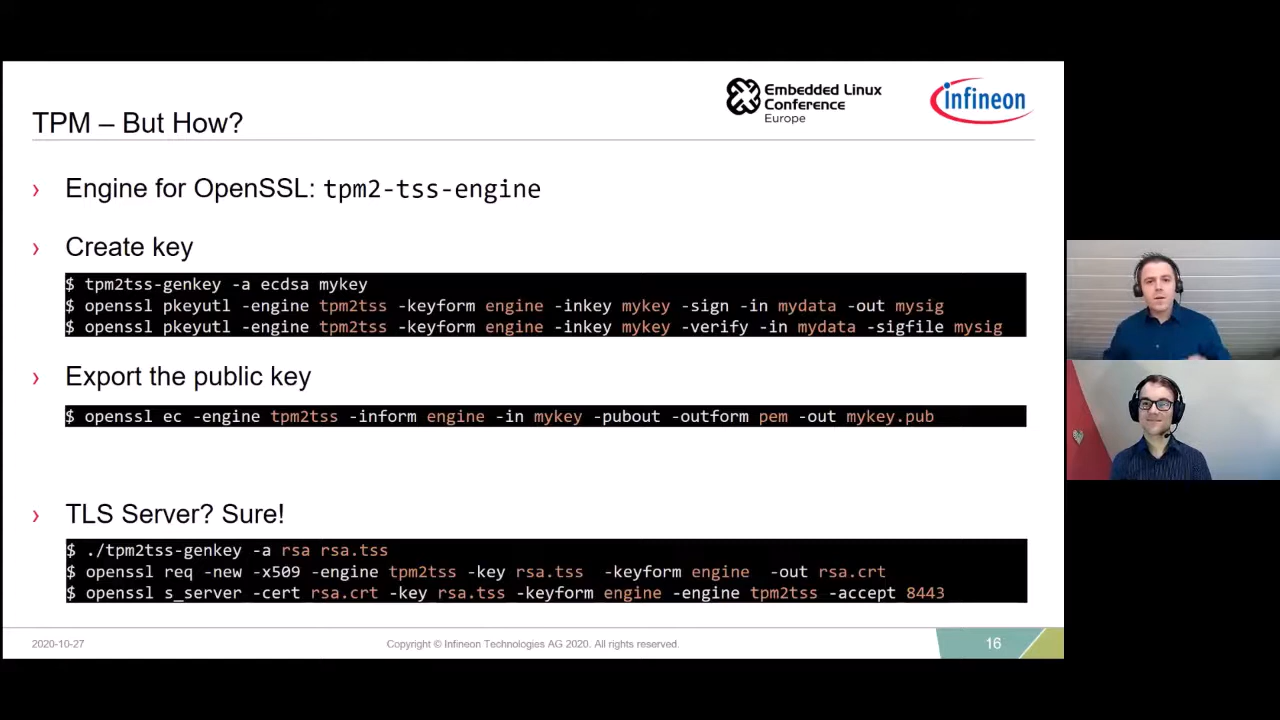 Embedded Linux
Conference
Europe
infineon
TPM – But How?
› Engine for OpenSSL: tpm2-tss-engine
› Create key
$ tpm2tss-genkey -a ecdsa mykey
$ openssl pkeyutl -engine tpm2tss -keyform engine -inkey mykey -sign -in mydata -out mysig
$ openssl pkeyutl -engine tpm2tss -keyform engine -inkey mykey -verify -in mydata -sigfile mysig
› Export the public key
$ openssl ec -engine tpm2tss -inform engine -in mykey -pubout -outform pem -out mykey.pub
› TLS Server? Sure!
$ ./tpm2tss-genkey -a rsa rsa.tss
$ openssl req -new -x509 -engine tpm2tss -key rsa.tss -keyform engine -out rsa.crt
$ openssl s_server -cert rsa.crt -key rsa.tss -keyform engine -engine tpm2tss -accept 8443
2020-10-27 Copyright © Infineon Technologies AG 2020. All rights reserved. 16